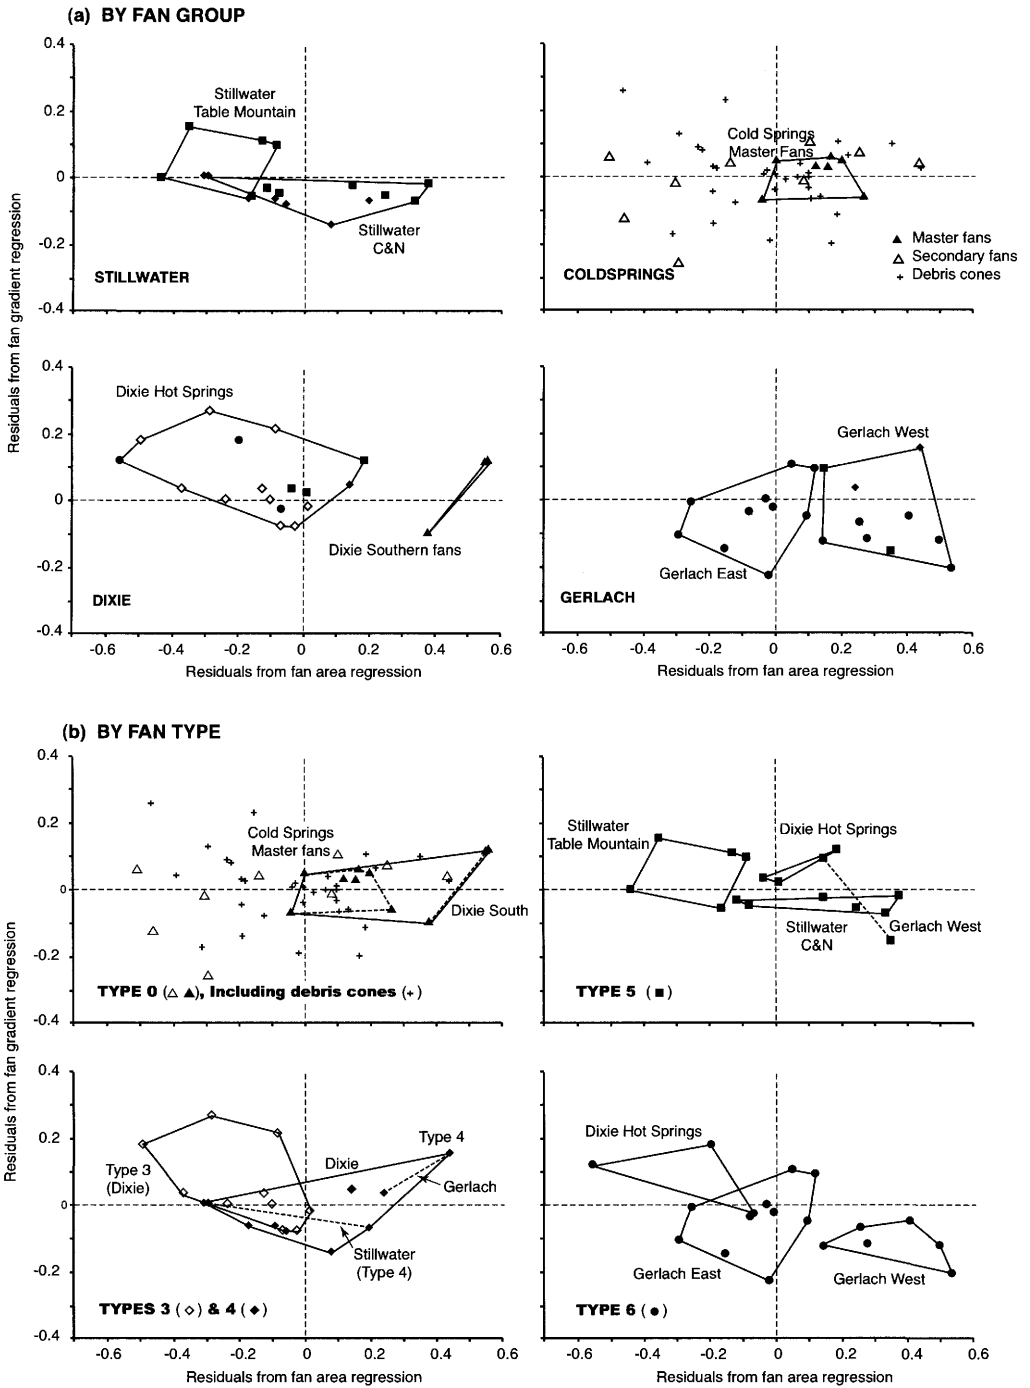 (a) BY FAN GROUP
Residuals from fan gradient regression
0.4
0.2
0
-0.2
-0.4
Stillwater
Table Mountain
Stillwater
C&N
STILLWATER
Cold Springs
Master Fans
Master fans
Secondary fans
Debris cones
COLDSPRINGS
0.4
0.2
0
-0.2
-0.4
Dixie Hot Springs
Dixie Southern fans
DIXIE
-0.6 -0.4 -0.2 0 0.2 0.4 0.6
Residuals from fan area regression
Gerlach West
Gerlach East
GERLACH
-0.6 -0.4 -0.2 0 0.2 0.4 0.6
Residuals from fan area regression
(b) BY FAN TYPE
Residuals from fan gradient regression
0.4
0.2
0
-0.2
-0.4
Cold Springs
Master fans
Dixie South
TYPE 0 (△ ▲), Including debris cones (+)
Stillwater
Table Mountain
Dixie Hot Springs
Stillwater
C&N
Gerlach West
TYPE 5 (■)
0.4
0.2
0
-0.2
-0.4
Type 3
(Dixie)
Dixie
Type 4
Gerlach
Stillwater
(Type 4)
TYPES 3 (◇) & 4 (◆)
-0.6 -0.4 -0.2 0 0.2 0.4 0.6
Residuals from fan area regression
Dixie Hot Springs
Gerlach East
Gerlach West
TYPE 6 (●)
-0.6 -0.4 -0.2 0 0.2 0.4 0.6
Residuals from fan area regression